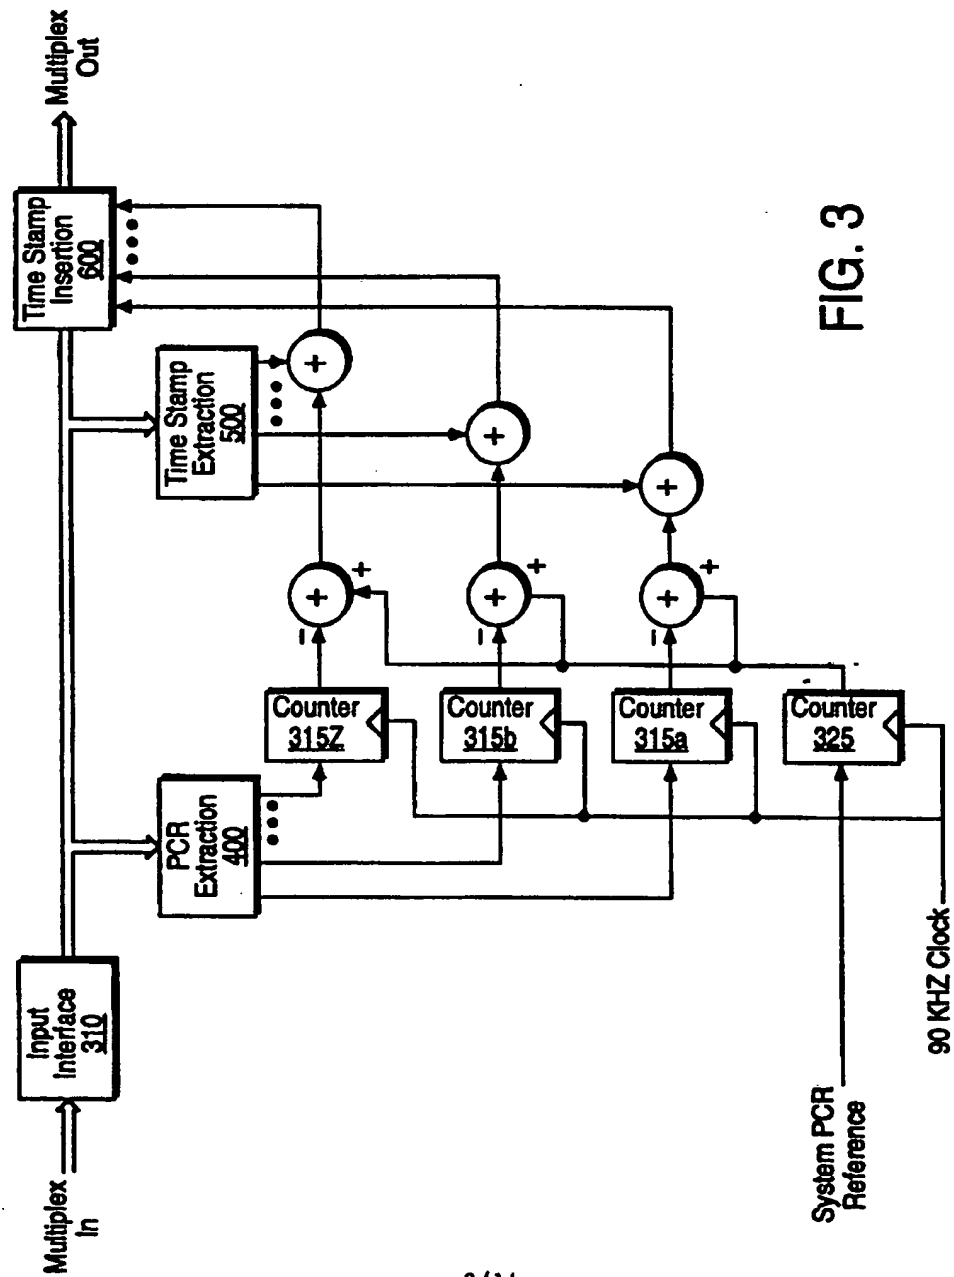 Multiplex
In
Input
Interface
310
PCR
Extraction
400
Time Stamp
Extraction
500
Time Stamp
Insertion
600
Multiplex
Out
Counter
315Z
Counter
315b
Counter
315a
Counter
325
+
−
+
+
+
−
+
+
+
−
+
+
System PCR
Reference
90 KHZ Clock
FIG. 3